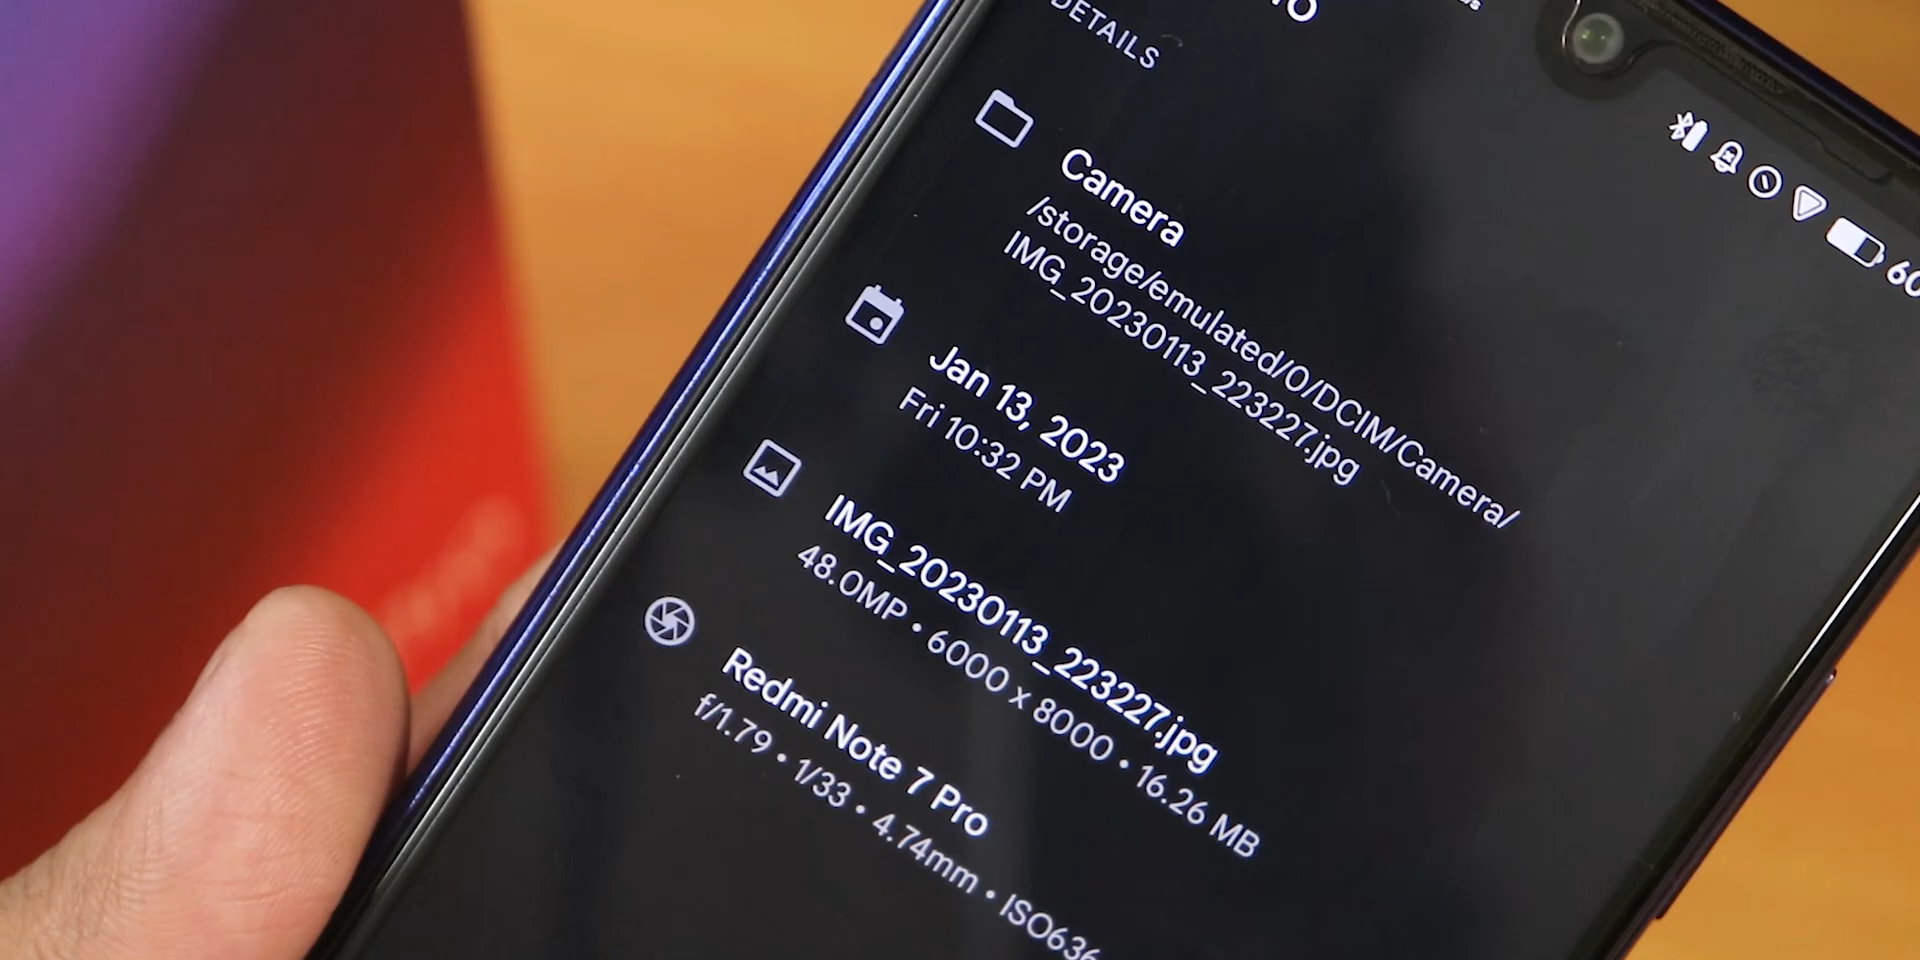 DETAILS
Camera
/storage/emulated/0/DCIM/Camera/
IMG_20230113_223227.jpg
Jan 13, 2023
Fri 10:32 PM
IMG_20230113_223227.jpg
48.0MP • 6000 x 8000 • 16.26 MB
Redmi Note 7 Pro
f/1.79 • 1/33 • 4.74mm • ISO636